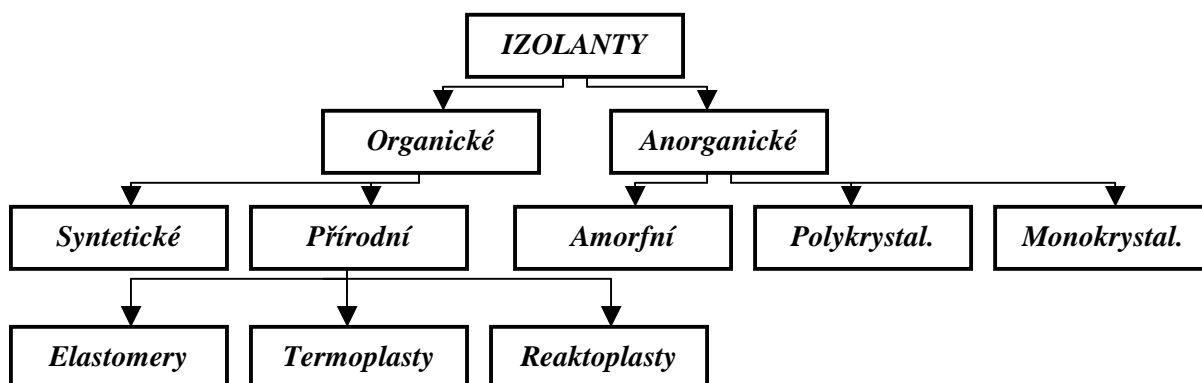 IZOLANTY
Organické
Anorganické
Syntetické
Přírodní
Amorfní
Polykrystal.
Monokrystal.
Elastomery
Termoplasty
Reaktoplasty